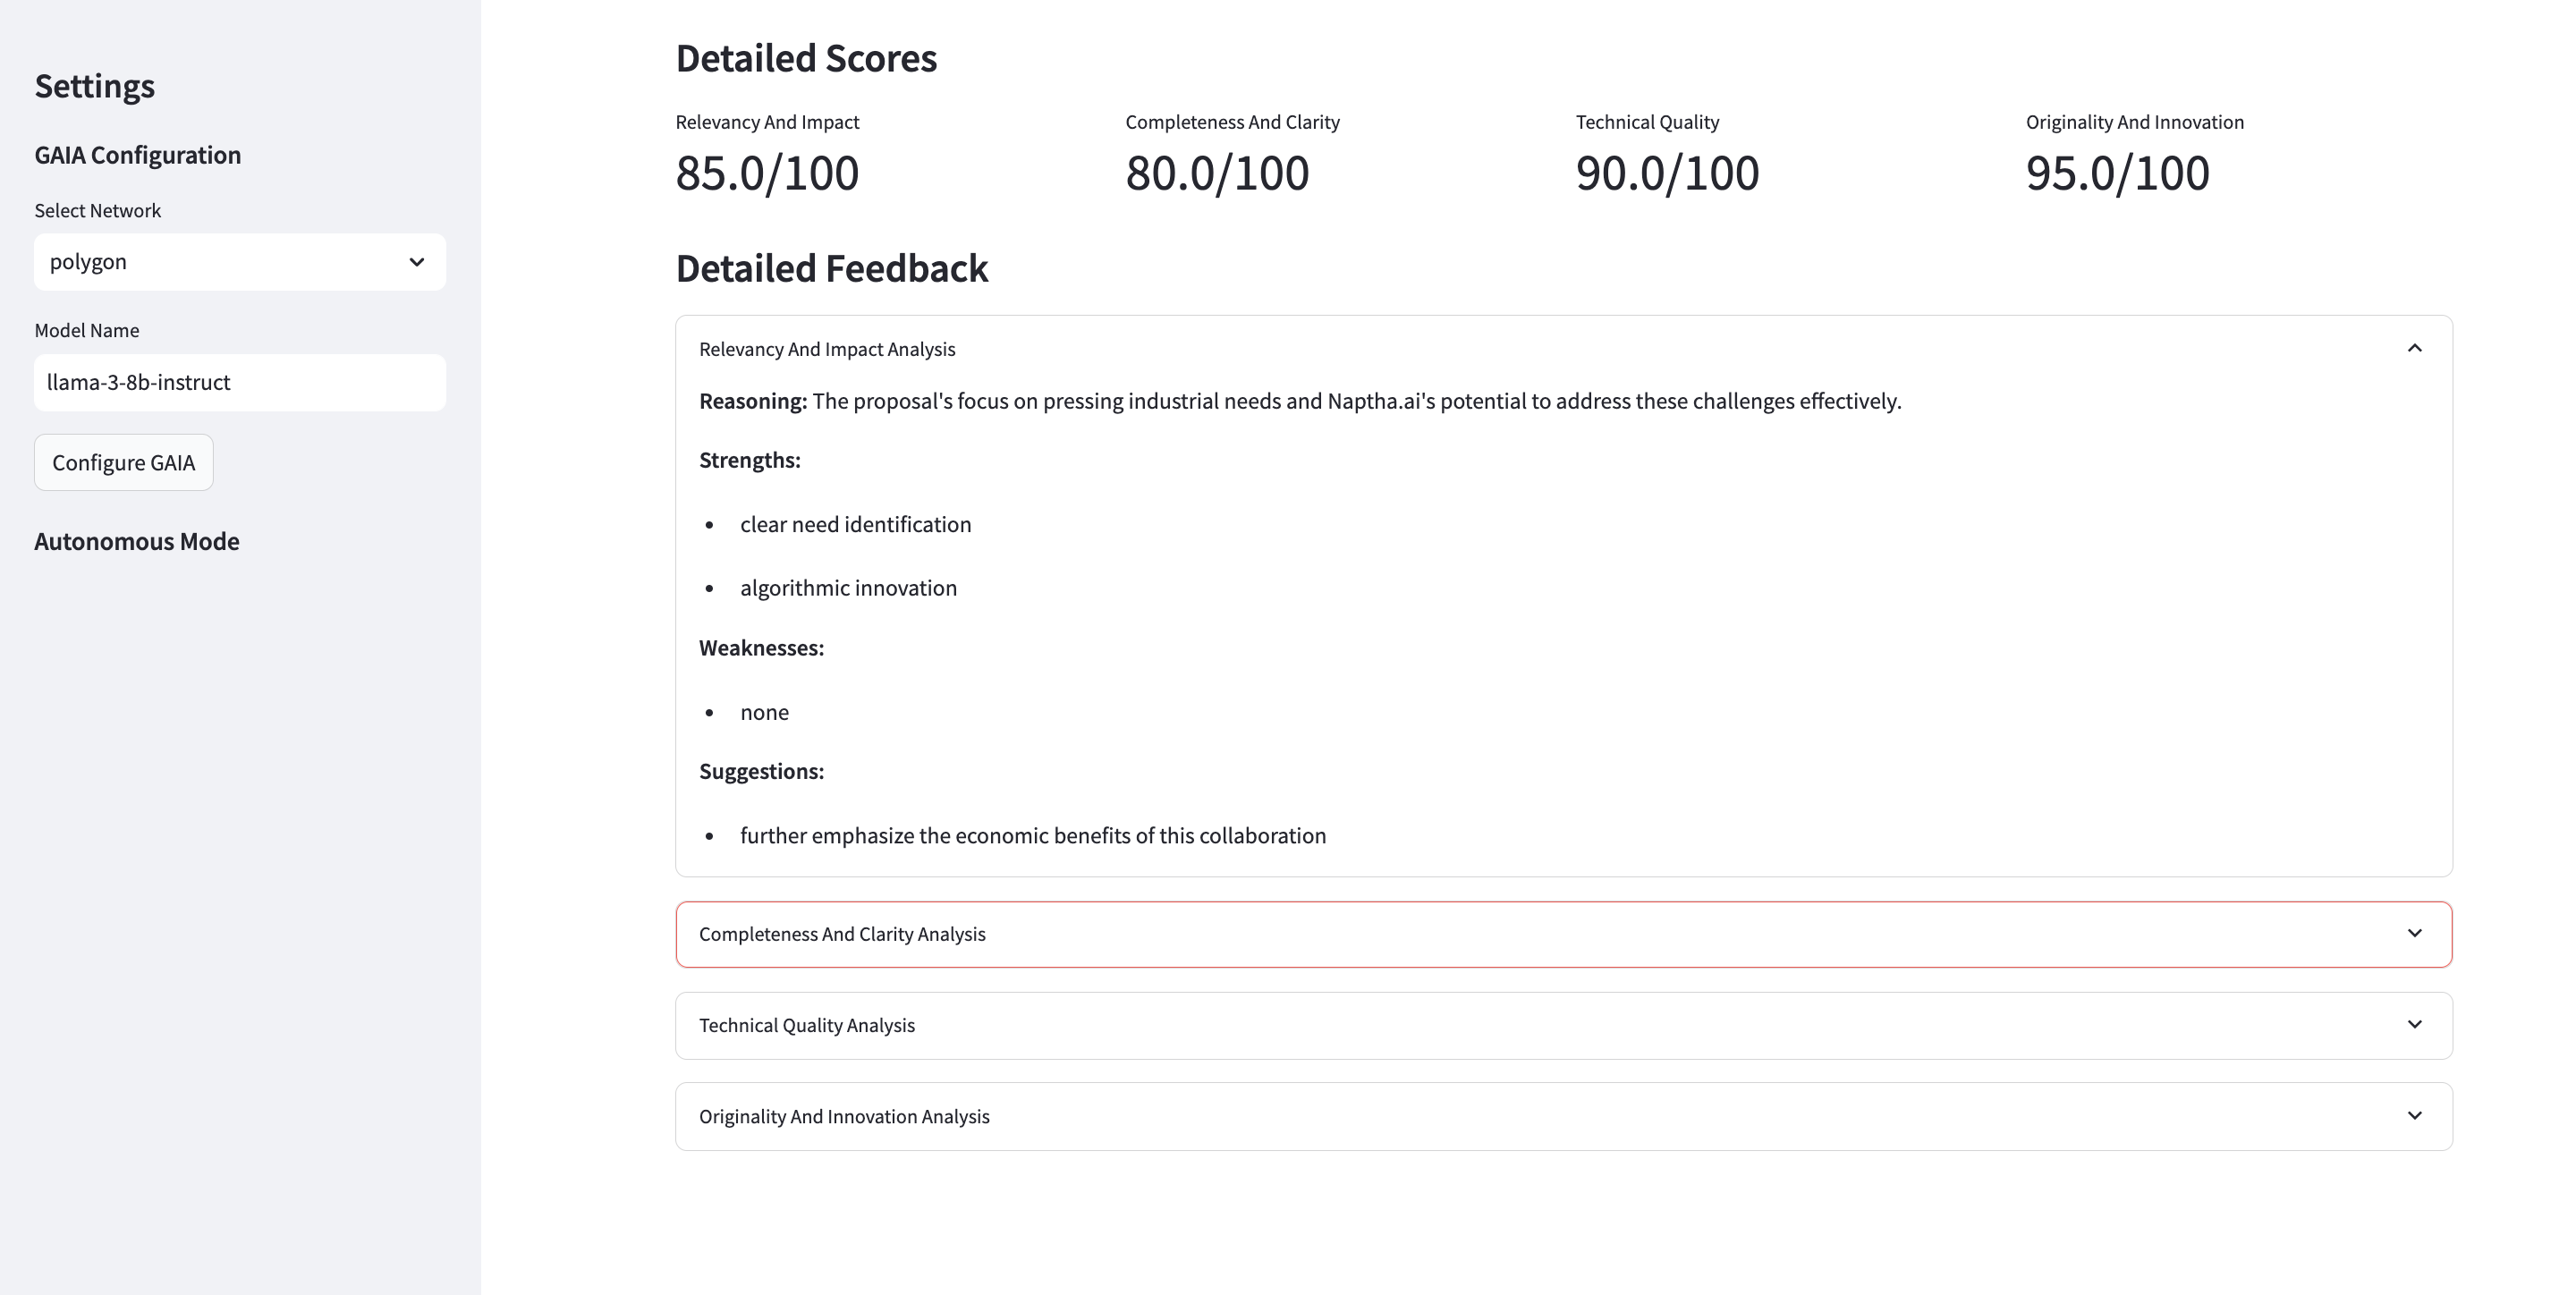 Settings
GAIA Configuration
Select Network
polygon
Model Name
llama-3-8b-instruct
Configure GAIA
Autonomous Mode
Detailed Scores
Relevancy And Impact
85.0/100
Completeness And Clarity
80.0/100
Technical Quality
90.0/100
Originality And Innovation
95.0/100
Detailed Feedback
Relevancy And Impact Analysis
Reasoning: The proposal's focus on pressing industrial needs and Naptha.ai's potential to address these challenges effectively.
Strengths:
• clear need identification
• algorithmic innovation
Weaknesses:
• none
Suggestions:
• further emphasize the economic benefits of this collaboration
Completeness And Clarity Analysis
Technical Quality Analysis
Originality And Innovation Analysis